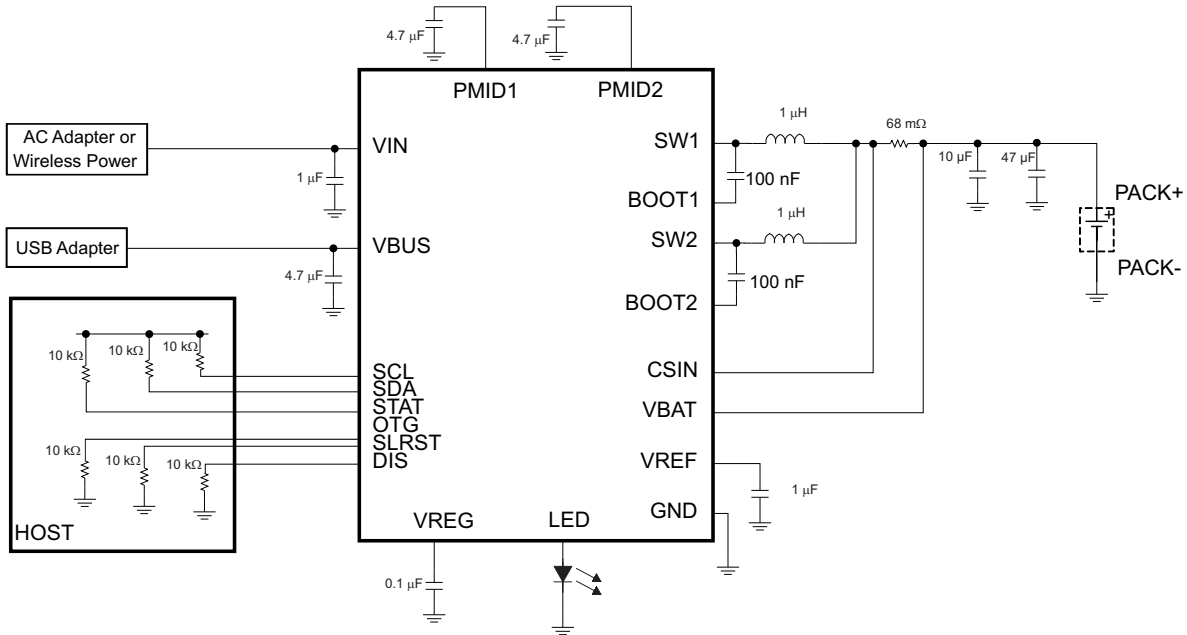 4.7 μF
4.7 μF
PMID1
PMID2
AC Adapter or
Wireless Power
VIN
1 μF
USB Adapter
VBUS
4.7 μF
10 kΩ
10 kΩ
10 kΩ
SCL
SDA
STAT
OTG
SLRST
DIS
10 kΩ
10 kΩ
10 kΩ
HOST
VREG
LED
0.1 μF
SW1
1 μH
68 mΩ
100 nF
BOOT1
1 μH
SW2
100 nF
BOOT2
10 μF
47 μF
PACK+
+
PACK-
CSIN
VBAT
VREF
1 μF
GND